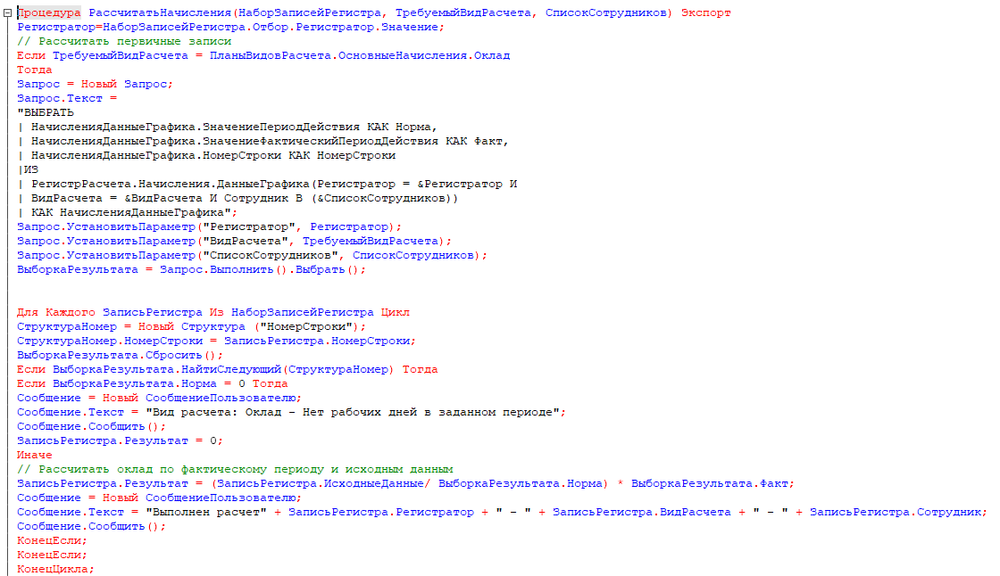 Процедура РассчитатьНачисления(НаборЗаписейРегистра, ТребуемыйВидРасчета, СписокСотрудников) Экспорт
Регистратор=НаборЗаписейРегистра.Отбор.Регистратор.Значение;
// Рассчитать первичные записи
Если ТребуемыйВидРасчета = ПланыВидовРасчета.ОсновныеНачисления.Оклад
Тогда
Запрос = Новый Запрос;
Запрос.Текст =
"ВЫБРАТЬ
| НачисленияДанныеГрафика.ЗначениеПериодДействия КАК Норма,
| НачисленияДанныеГрафика.ЗначениеФактическийПериодДействия КАК Факт,
| НачисленияДанныеГрафика.НомерСтроки КАК НомерСтроки
|ИЗ
| РегистрРасчета.Начисления.ДанныеГрафика(Регистратор = &Регистратор И
| ВидРасчета = &ВидРасчета И Сотрудник В (&СписокСотрудников))
| КАК НачисленияДанныеГрафика";
Запрос.УстановитьПараметр("Регистратор", Регистратор);
Запрос.УстановитьПараметр("ВидРасчета", ТребуемыйВидРасчета);
Запрос.УстановитьПараметр("СписокСотрудников", СписокСотрудников);
ВыборкаРезультата = Запрос.Выполнить().Выбрать();
Для Каждого ЗаписьРегистра Из НаборЗаписейРегистра Цикл
СтруктураНомер = Новый Структура ("НомерСтроки");
СтруктураНомер.НомерСтроки = ЗаписьРегистра.НомерСтроки;
ВыборкаРезультата.Сбросить();
Если ВыборкаРезультата.НайтиСледующий(СтруктураНомер) Тогда
Если ВыборкаРезультата.Норма = 0 Тогда
Сообщение = Новый СообщениеПользователю;
Сообщение.Текст = "Вид расчета: Оклад - Нет рабочих дней в заданном периоде";
Сообщение.Сообщить();
ЗаписьРегистра.Результат = 0;
Иначе
// Рассчитать оклад по фактическому периоду и исходным данным
ЗаписьРегистра.Результат = (ЗаписьРегистра.ИсходныеДанные/ ВыборкаРезультата.Норма) * ВыборкаРезультата.Факт;
Сообщение = Новый СообщениеПользователю;
Сообщение.Текст = "Выполнен расчет" + ЗаписьРегистра.Регистратор + " - " + ЗаписьРегистра.ВидРасчета + " - " + ЗаписьРегистра.Сотрудник;
Сообщение.Сообщить();
КонецЕсли;
КонецЕсли;
КонецЦикла;